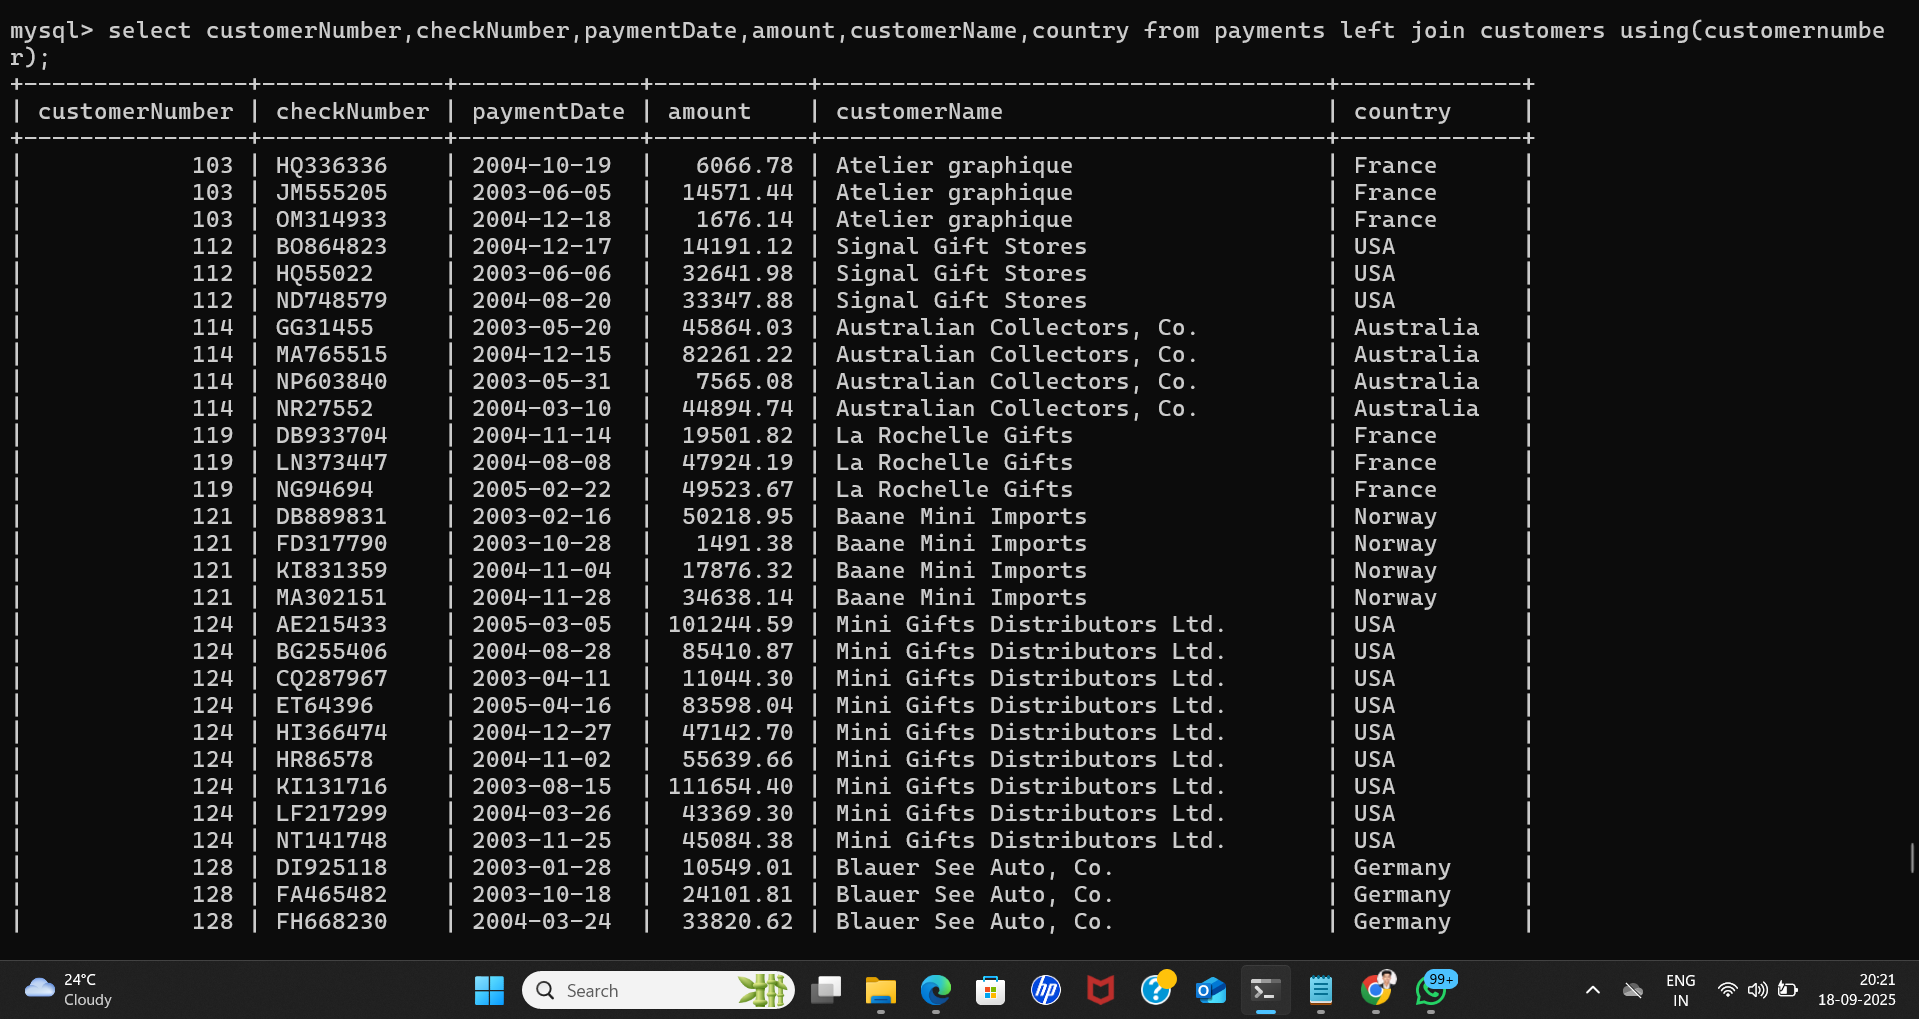 mysql> select customerNumber,checkNumber,paymentDate,amount,customerName,country from payments left join customers using(customernumbe
r);
+----------------+-------------+-------------+-----------+------------------------------------+-------------+
| customerNumber | checkNumber | paymentDate | amount    | customerName                       | country     |
+----------------+-------------+-------------+-----------+------------------------------------+-------------+
|            103 | HQ336336    | 2004-10-19  |   6066.78 | Atelier graphique                  | France      |
|            103 | JM555205    | 2003-06-05  |  14571.44 | Atelier graphique                  | France      |
|            103 | OM314933    | 2004-12-18  |   1676.14 | Atelier graphique                  | France      |
|            112 | BO864823    | 2004-12-17  |  14191.12 | Signal Gift Stores                 | USA         |
|            112 | HQ55022     | 2003-06-06  |  32641.98 | Signal Gift Stores                 | USA         |
|            112 | ND748579    | 2004-08-20  |  33347.88 | Signal Gift Stores                 | USA         |
|            114 | GG31455     | 2003-05-20  |  45864.03 | Australian Collectors, Co.         | Australia   |
|            114 | MA765515    | 2004-12-15  |  82261.22 | Australian Collectors, Co.         | Australia   |
|            114 | NP603840    | 2003-05-31  |   7565.08 | Australian Collectors, Co.         | Australia   |
|            114 | NR27552     | 2004-03-10  |  44894.74 | Australian Collectors, Co.         | Australia   |
|            119 | DB933704    | 2004-11-14  |  19501.82 | La Rochelle Gifts                  | France      |
|            119 | LN373447    | 2004-08-08  |  47924.19 | La Rochelle Gifts                  | France      |
|            119 | NG94694     | 2005-02-22  |  49523.67 | La Rochelle Gifts                  | France      |
|            121 | DB889831    | 2003-02-16  |  50218.95 | Baane Mini Imports                 | Norway      |
|            121 | FD317790    | 2003-10-28  |   1491.38 | Baane Mini Imports                 | Norway      |
|            121 | KI831359    | 2004-11-04  |  17876.32 | Baane Mini Imports                 | Norway      |
|            121 | MA302151    | 2004-11-28  |  34638.14 | Baane Mini Imports                 | Norway      |
|            124 | AE215433    | 2005-03-05  | 101244.59 | Mini Gifts Distributors Ltd.       | USA         |
|            124 | BG255406    | 2004-08-28  |  85410.87 | Mini Gifts Distributors Ltd.       | USA         |
|            124 | CQ287967    | 2003-04-11  |  11044.30 | Mini Gifts Distributors Ltd.       | USA         |
|            124 | ET64396     | 2005-04-16  |  83598.04 | Mini Gifts Distributors Ltd.       | USA         |
|            124 | HI366474    | 2004-12-27  |  47142.70 | Mini Gifts Distributors Ltd.       | USA         |
|            124 | HR86578     | 2004-11-02  |  55639.66 | Mini Gifts Distributors Ltd.       | USA         |
|            124 | KI131716    | 2003-08-15  | 111654.40 | Mini Gifts Distributors Ltd.       | USA         |
|            124 | LF217299    | 2004-03-26  |  43369.30 | Mini Gifts Distributors Ltd.       | USA         |
|            124 | NT141748    | 2003-11-25  |  45084.38 | Mini Gifts Distributors Ltd.       | USA         |
|            128 | DI925118    | 2003-01-28  |  10549.01 | Blauer See Auto, Co.               | Germany     |
|            128 | FA465482    | 2003-10-18  |  24101.81 | Blauer See Auto, Co.               | Germany     |
|            128 | FH668230    | 2004-03-24  |  33820.62 | Blauer See Auto, Co.               | Germany     |
24°C
Cloudy
Search
hp
?
O
99+
ENG
IN
20:21
18-09-2025